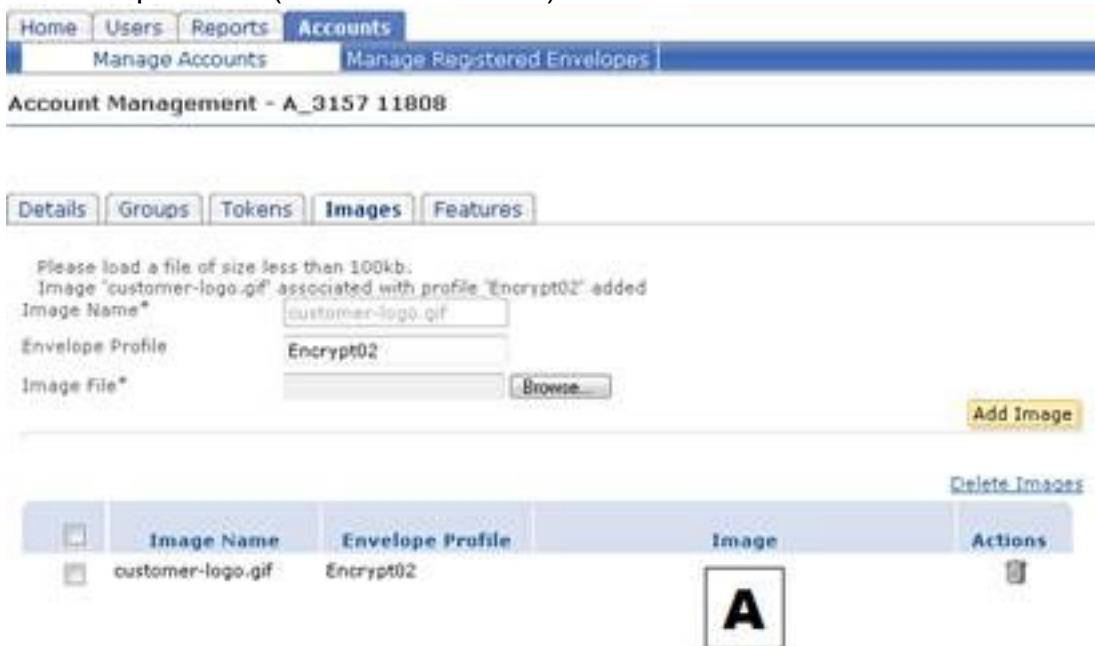 Home Users Reports Accounts
Manage Accounts Manage Registered Envelopes
Account Management - A_3157 11808
Details Groups Tokens Images Features
Please load a file of size less than 100kb.
Image 'customer-logo.gif' associated with profile 'Encrypt02' added
Image Name* customer-logo.gif
Envelope Profile Encrypt02
Image File* Browse...
Add Image
Delete Images
Image Name Envelope Profile Image Actions
customer-logo.gif Encrypt02
A